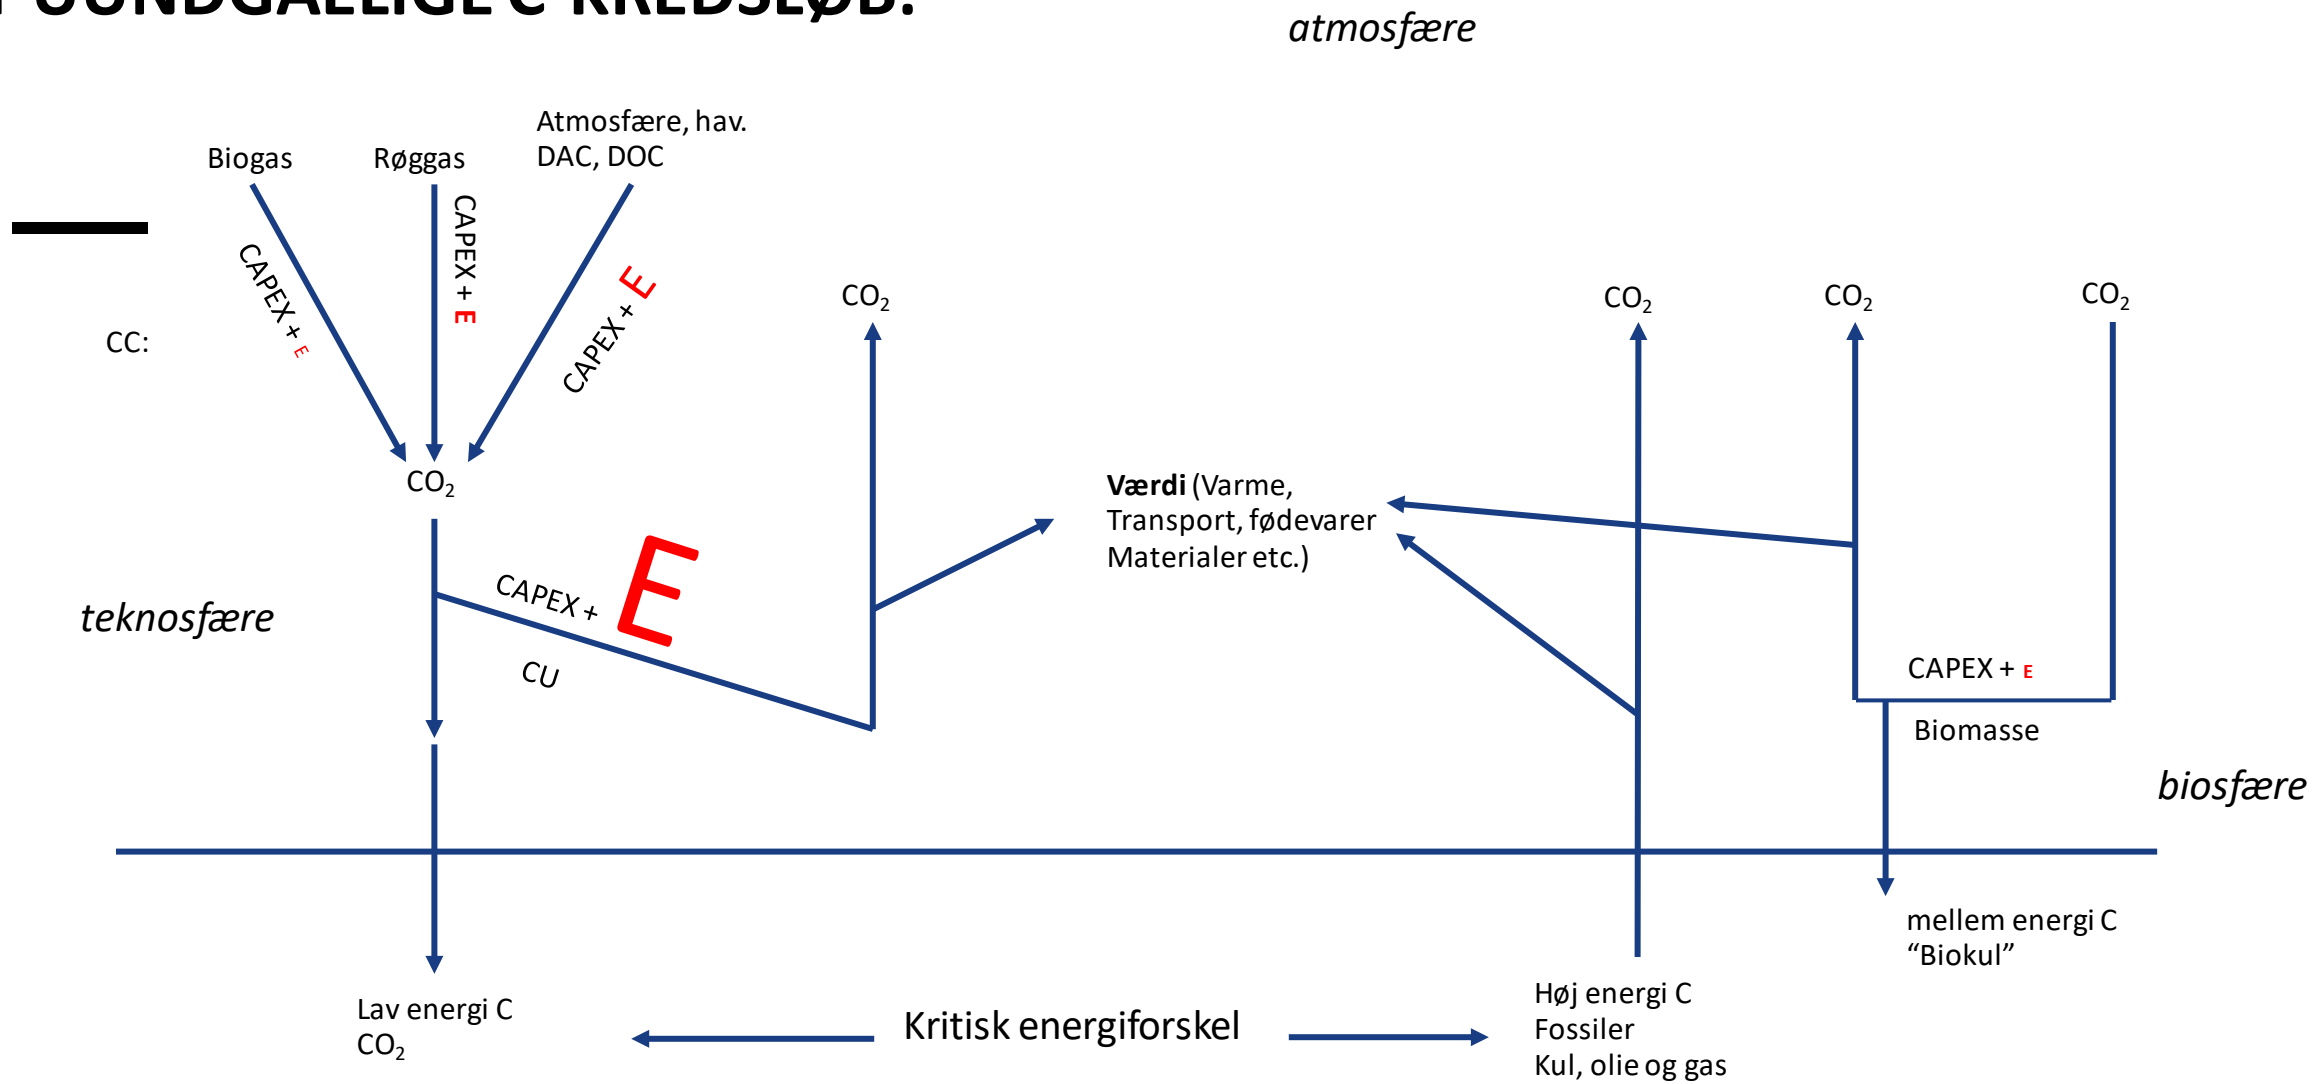 UUNDGÅELLIGE C KREDSLØB.
atmosfære
Atmosfære, hav.
DAC, DOC
Biogas
Røggas
CAPEX + E
CAPEX + E
CAPEX + E
CC:
CO₂
CO₂
CO₂
CO₂
CO₂
Værdi (Varme,
Transport, fødevarer
Materialer etc.)
teknosfære
CAPEX + E
CU
CAPEX + E
Biomasse
biosfære
mellem energi C
“Biokul”
Lav energi C
CO₂
Kritisk energiforskel
Høj energi C
Fossiler
Kul, olie og gas